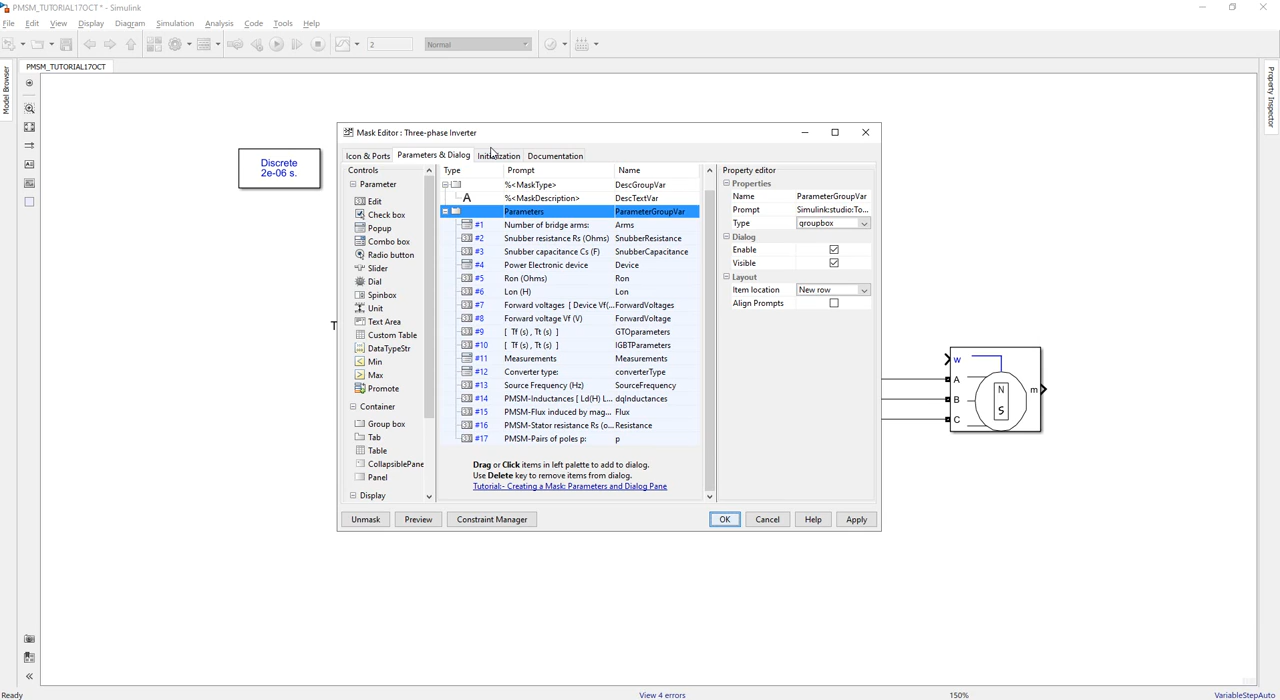 PMSM_TUTORIAL17OCT * - Simulink
File Edit View Display Diagram Simulation Analysis Code Tools Help
2 Normal
PMSM_TUTORIAL17OCT
Model Browser
Property Inspector
Discrete
2e-06 s.
T
Mask Editor : Three-phase Inverter
Icon & Ports Parameters & Dialog Initialization Documentation
Controls
Parameter
Edit
Check box
Popup
Combo box
Radio button
Slider
Dial
Spinbox
Unit
Text Area
Custom Table
DataTypeStr
Min
Max
Promote
Container
Group box
Tab
Table
CollapsiblePane
Panel
Display
Type Prompt Name
%<MaskType> DescGroupVar
A %<MaskDescription> DescTextVar
Parameters ParameterGroupVar
#1 Number of bridge arms: Arms
#2 Snubber resistance Rs (Ohms) SnubberResistance
#3 Snubber capacitance Cs (F) SnubberCapacitance
#4 Power Electronic device Device
#5 Ron (Ohms) Ron
#6 Lon (H) Lon
#7 Forward voltages [ Device Vf(... ForwardVoltages
#8 Forward voltage Vf (V) ForwardVoltage
#9 [ Tf (s) , Tt (s) ] GTOparameters
#10 [ Tf (s) , Tt (s) ] IGBTParameters
#11 Measurements Measurements
#12 Converter type: converterType
#13 Source Frequency (Hz) SourceFrequency
#14 PMSM-Inductances [ Ld(H) L... dqInductances
#15 PMSM-Flux induced by mag... Flux
#16 PMSM-Stator resistance Rs (o... Resistance
#17 PMSM-Pairs of poles p: p
Drag or Click items in left palette to add to dialog.
Use Delete key to remove items from dialog.
Tutorial:- Creating a Mask: Parameters and Dialog Pane
Property editor
Properties
Name ParameterGroupVar
Prompt Simulink:studio:To...
Type groupbox
Dialog
Enable
Visible
Layout
Item location New row
Align Prompts
Unmask Preview Constraint Manager OK Cancel Help Apply
w
A
B
C
N
S
m
Ready View 4 errors 150% VariableStepAuto